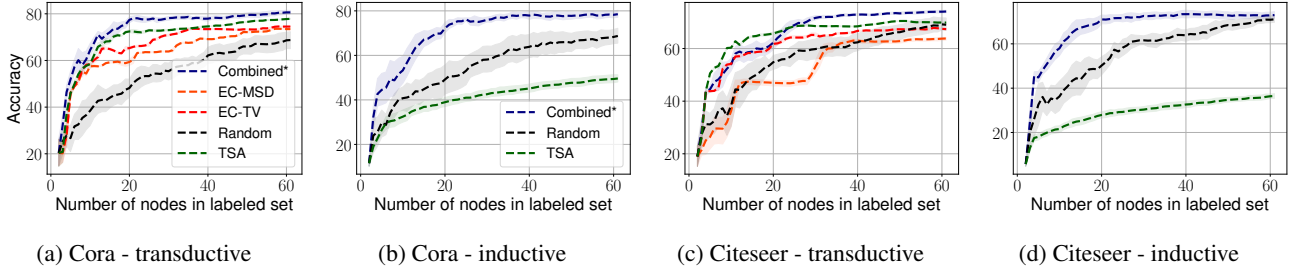 Accuracy
80
60
40
20
Combined*
EC-MSD
EC-TV
Random
TSA
0 20 40 60
Number of nodes in labeled set
(a) Cora - transductive
80
60
40
20
Combined*
Random
TSA
0 20 40 60
Number of nodes in labeled set
(b) Cora - inductive
60
40
20
0 20 40 60
Number of nodes in labeled set
(c) Citeseer - transductive
80
60
40
20
0 20 40 60
Number of nodes in labeled set
(d) Citeseer - inductive